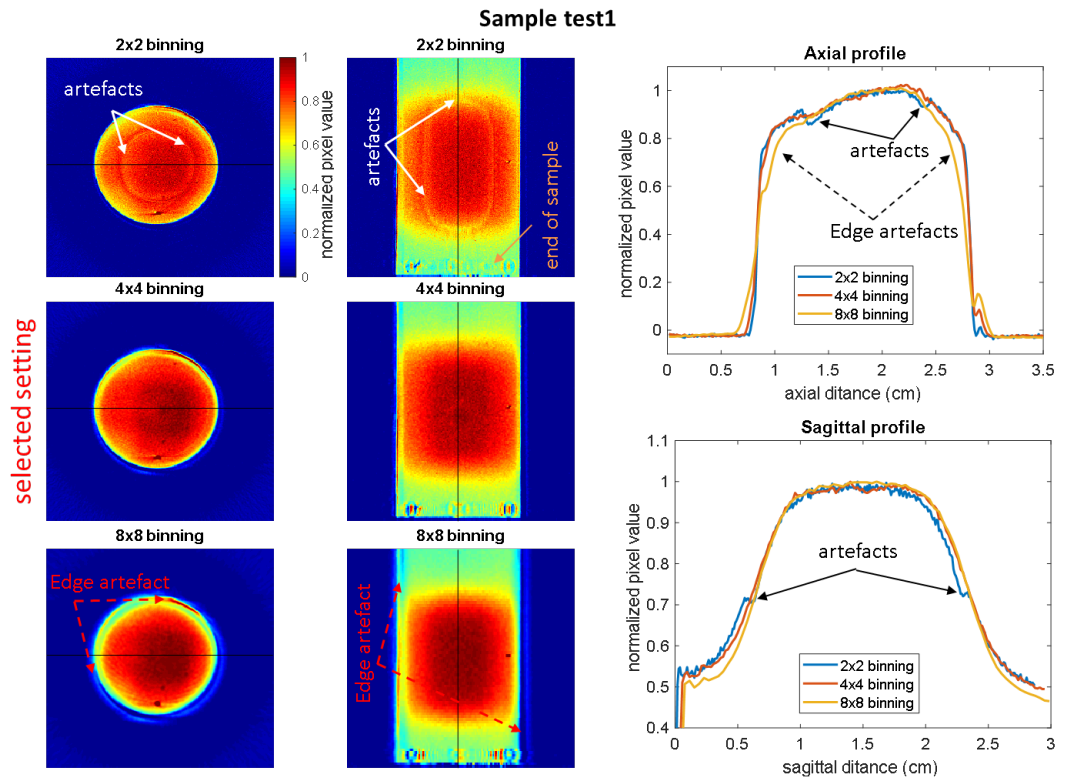 Sample test1
2x2 binning
artefacts
1
0.8
0.6
0.4
0.2
0
normalized pixel value
2x2 binning
artefacts
end of sample
selected setting
4x4 binning
4x4 binning
8x8 binning
Edge artefact
8x8 binning
Edge artefact
Axial profile
normalized pixel value
1
0.8
0.6
0.4
0.2
0
artefacts
Edge artefacts
2x2 binning
4x4 binning
8x8 binning
0 0.5 1 1.5 2 2.5 3 3.5
axial ditance (cm)
Sagittal profile
normalized pixel value
1.1
1
0.9
0.8
0.7
0.6
0.5
0.4
artefacts
2x2 binning
4x4 binning
8x8 binning
0 0.5 1 1.5 2 2.5 3
sagittal ditance (cm)